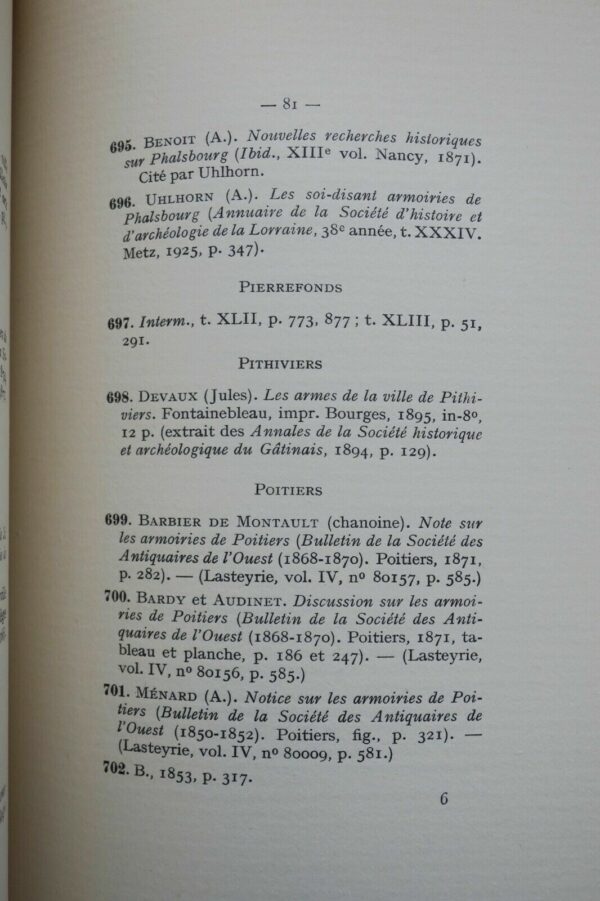 — 81 —
695. BENOIT (A.). Nouvelles recherches historiques
sur Phalsbourg (Ibid., XIIIe vol. Nancy, 1871).
Cité par Uhlhorn.
696. UHLHORN (A.). Les soi-disant armoiries de
Phalsbourg (Annuaire de la Société d'histoire et
d'archéologie de la Lorraine, 38e année, t. XXXIV.
Metz, 1925, p. 347).
PIERREFONDS
697. Interm., t. XLII, p. 773, 877 ; t. XLIII, p. 51,
291.
PITHIVIERS
698. DEVAUX (Jules). Les armes de la ville de Pithi-
viers. Fontainebleau, impr. Bourges, 1895, in-8º,
12 p. (extrait des Annales de la Société historique
et archéologique du Gâtinais, 1894, p. 129).
POITIERS
699. BARBIER DE MONTAULT (chanoine). Note sur
les armoiries de Poitiers (Bulletin de la Société des
Antiquaires de l'Ouest (1868-1870). Poitiers, 1871,
p. 282). — (Lasteyrie, vol. IV, nº 80157, p. 585.)
700. BARDY et AUDINET. Discussion sur les armoi-
ries de Poitiers (Bulletin de la Société des Anti-
quaires de l'Ouest (1868-1870). Poitiers, 1871, ta-
bleau et planche, p. 186 et 247). — (Lasteyrie,
vol. IV, nº 80156, p. 585.)
701. MÉNARD (A.). Notice sur les armoiries de Poi-
tiers (Bulletin de la Société des Antiquaires de
l'Ouest (1850-1852). Poitiers, fig., p. 321). —
(Lasteyrie, vol. IV, nº 80009, p. 581.)
702. B., 1853, p. 317.
6